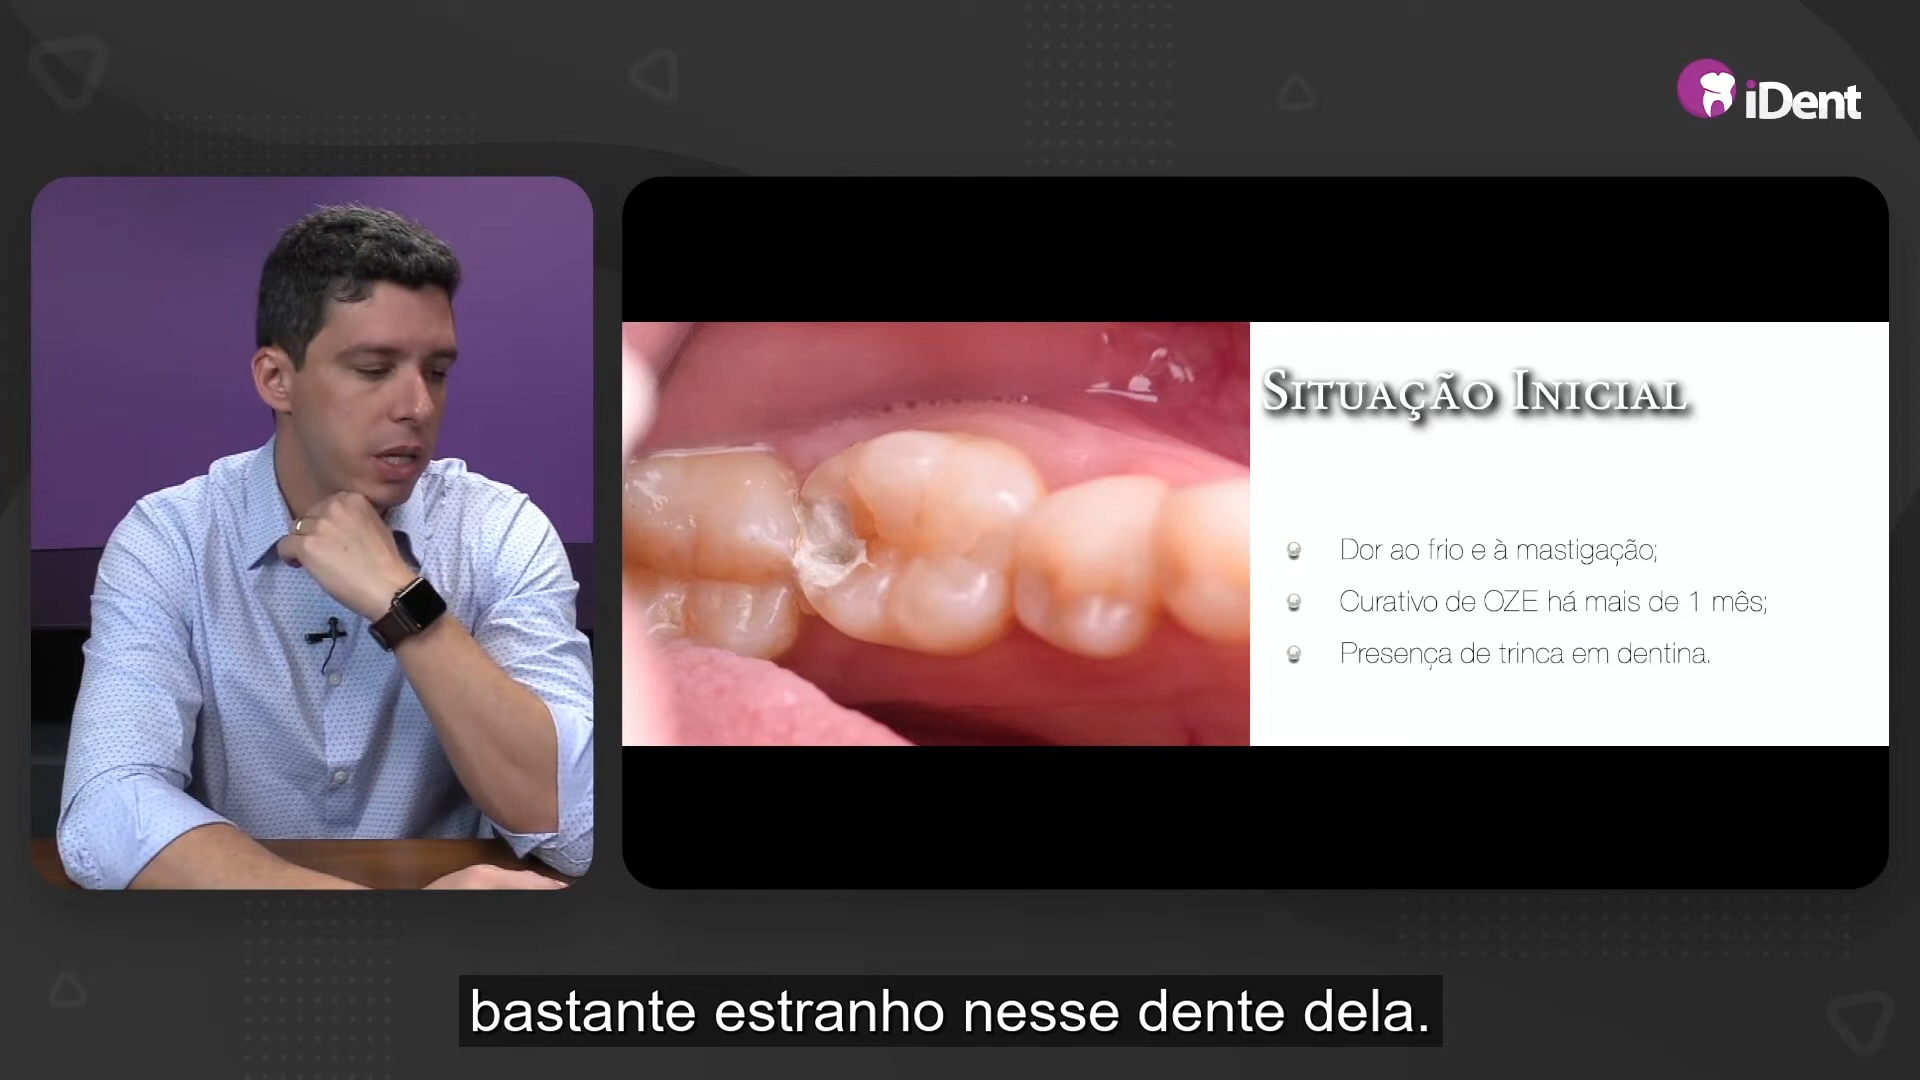 iDent
SITUAÇÃO INICIAL
Dor ao frio e à mastigação;
Curativo de OZE há mais de 1 mês;
Presença de trinca em dentina.
bastante estranho nesse dente dela.